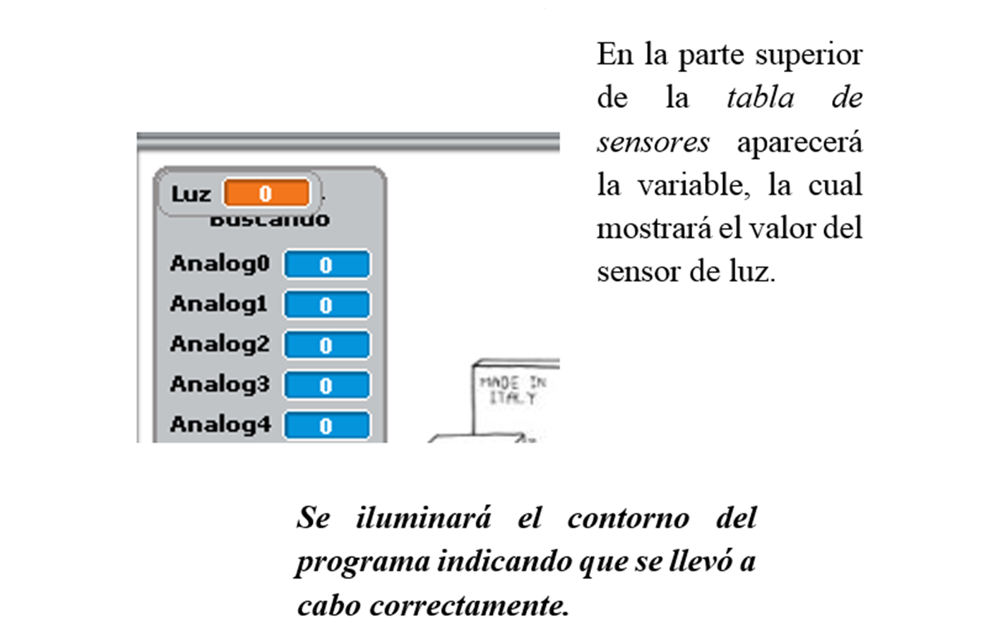 En la parte superior
de la tabla de
sensores aparecerá
la variable, la cual
mostrará el valor del
sensor de luz.
Luz 0
Buscando
Analog0 0
Analog1 0
Analog2 0
Analog3 0
Analog4 0
MADE IN
ITALY
Se iluminará el contorno del
programa indicando que se llevó a
cabo correctamente.